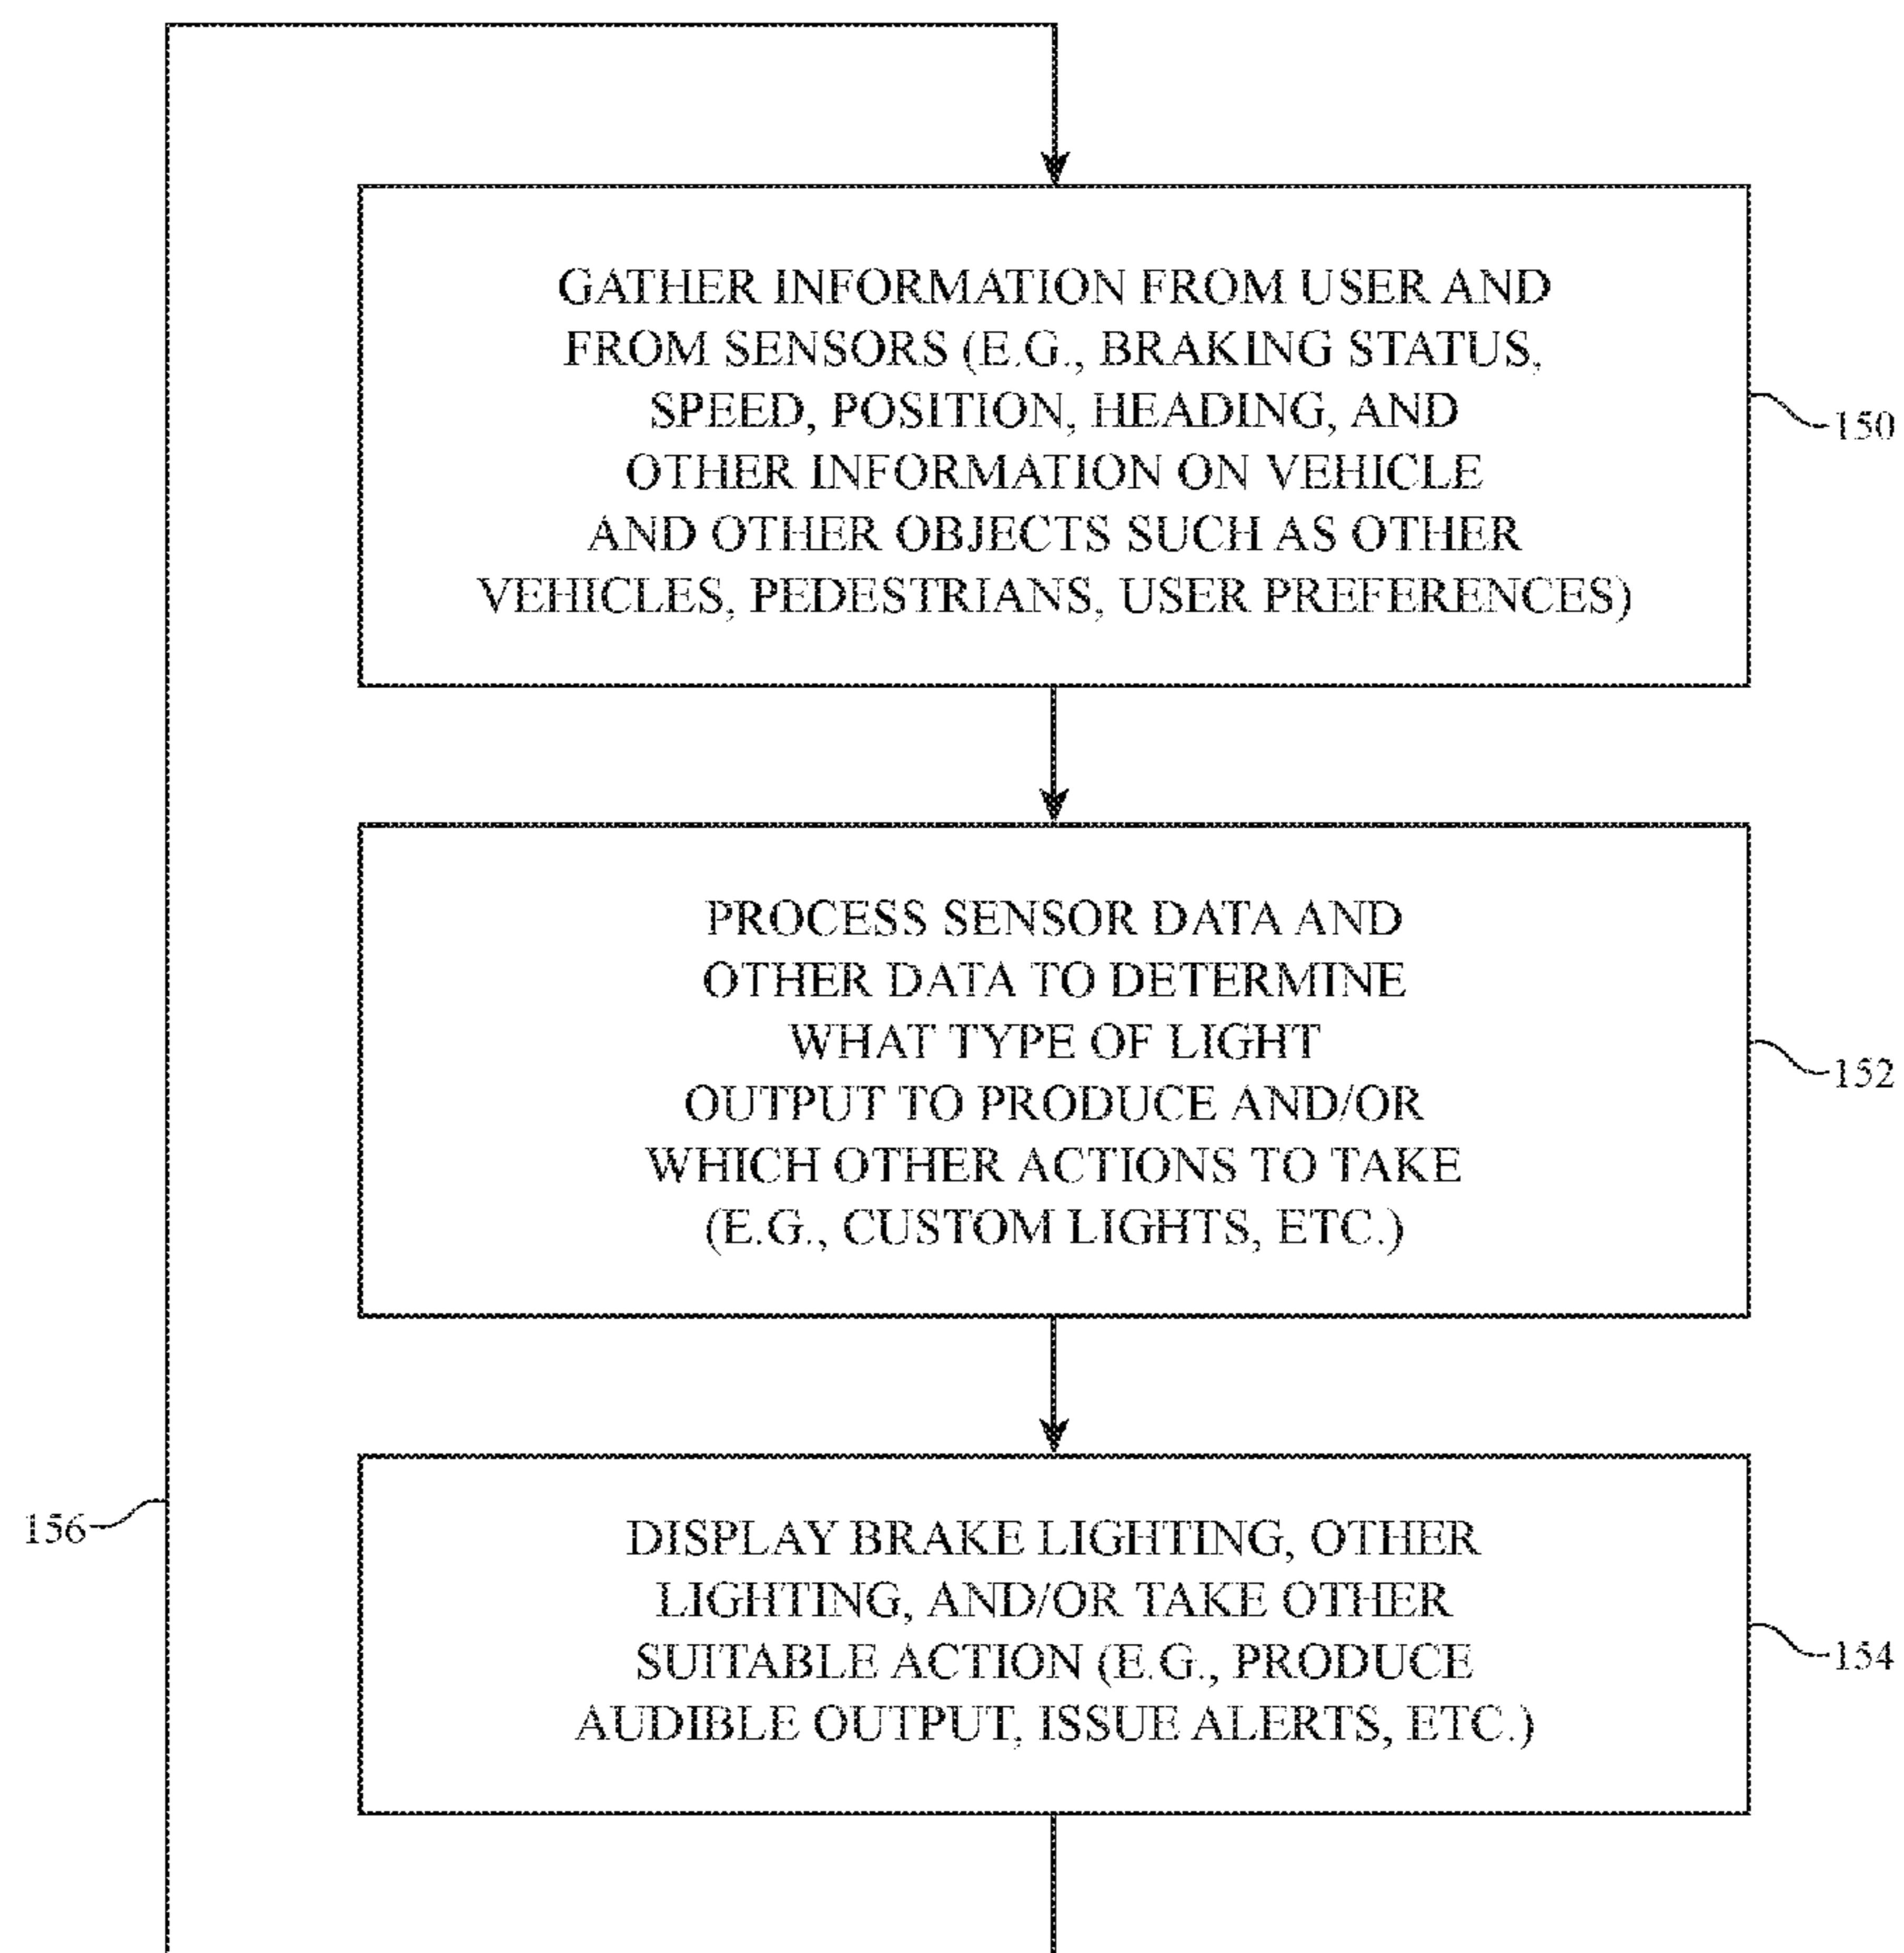 GATHER INFORMATION FROM USER AND
FROM SENSORS (E.G., BRAKING STATUS,
SPEED, POSITION, HEADING, AND
OTHER INFORMATION ON VEHICLE
AND OTHER OBJECTS SUCH AS OTHER
VEHICLES, PEDESTRIANS, USER PREFERENCES)
150
PROCESS SENSOR DATA AND
OTHER DATA TO DETERMINE
WHAT TYPE OF LIGHT
OUTPUT TO PRODUCE AND/OR
WHICH OTHER ACTIONS TO TAKE
(E.G., CUSTOM LIGHTS, ETC.)
152
DISPLAY BRAKE LIGHTING, OTHER
LIGHTING, AND/OR TAKE OTHER
SUITABLE ACTION (E.G., PRODUCE
AUDIBLE OUTPUT, ISSUE ALERTS, ETC.)
154
156